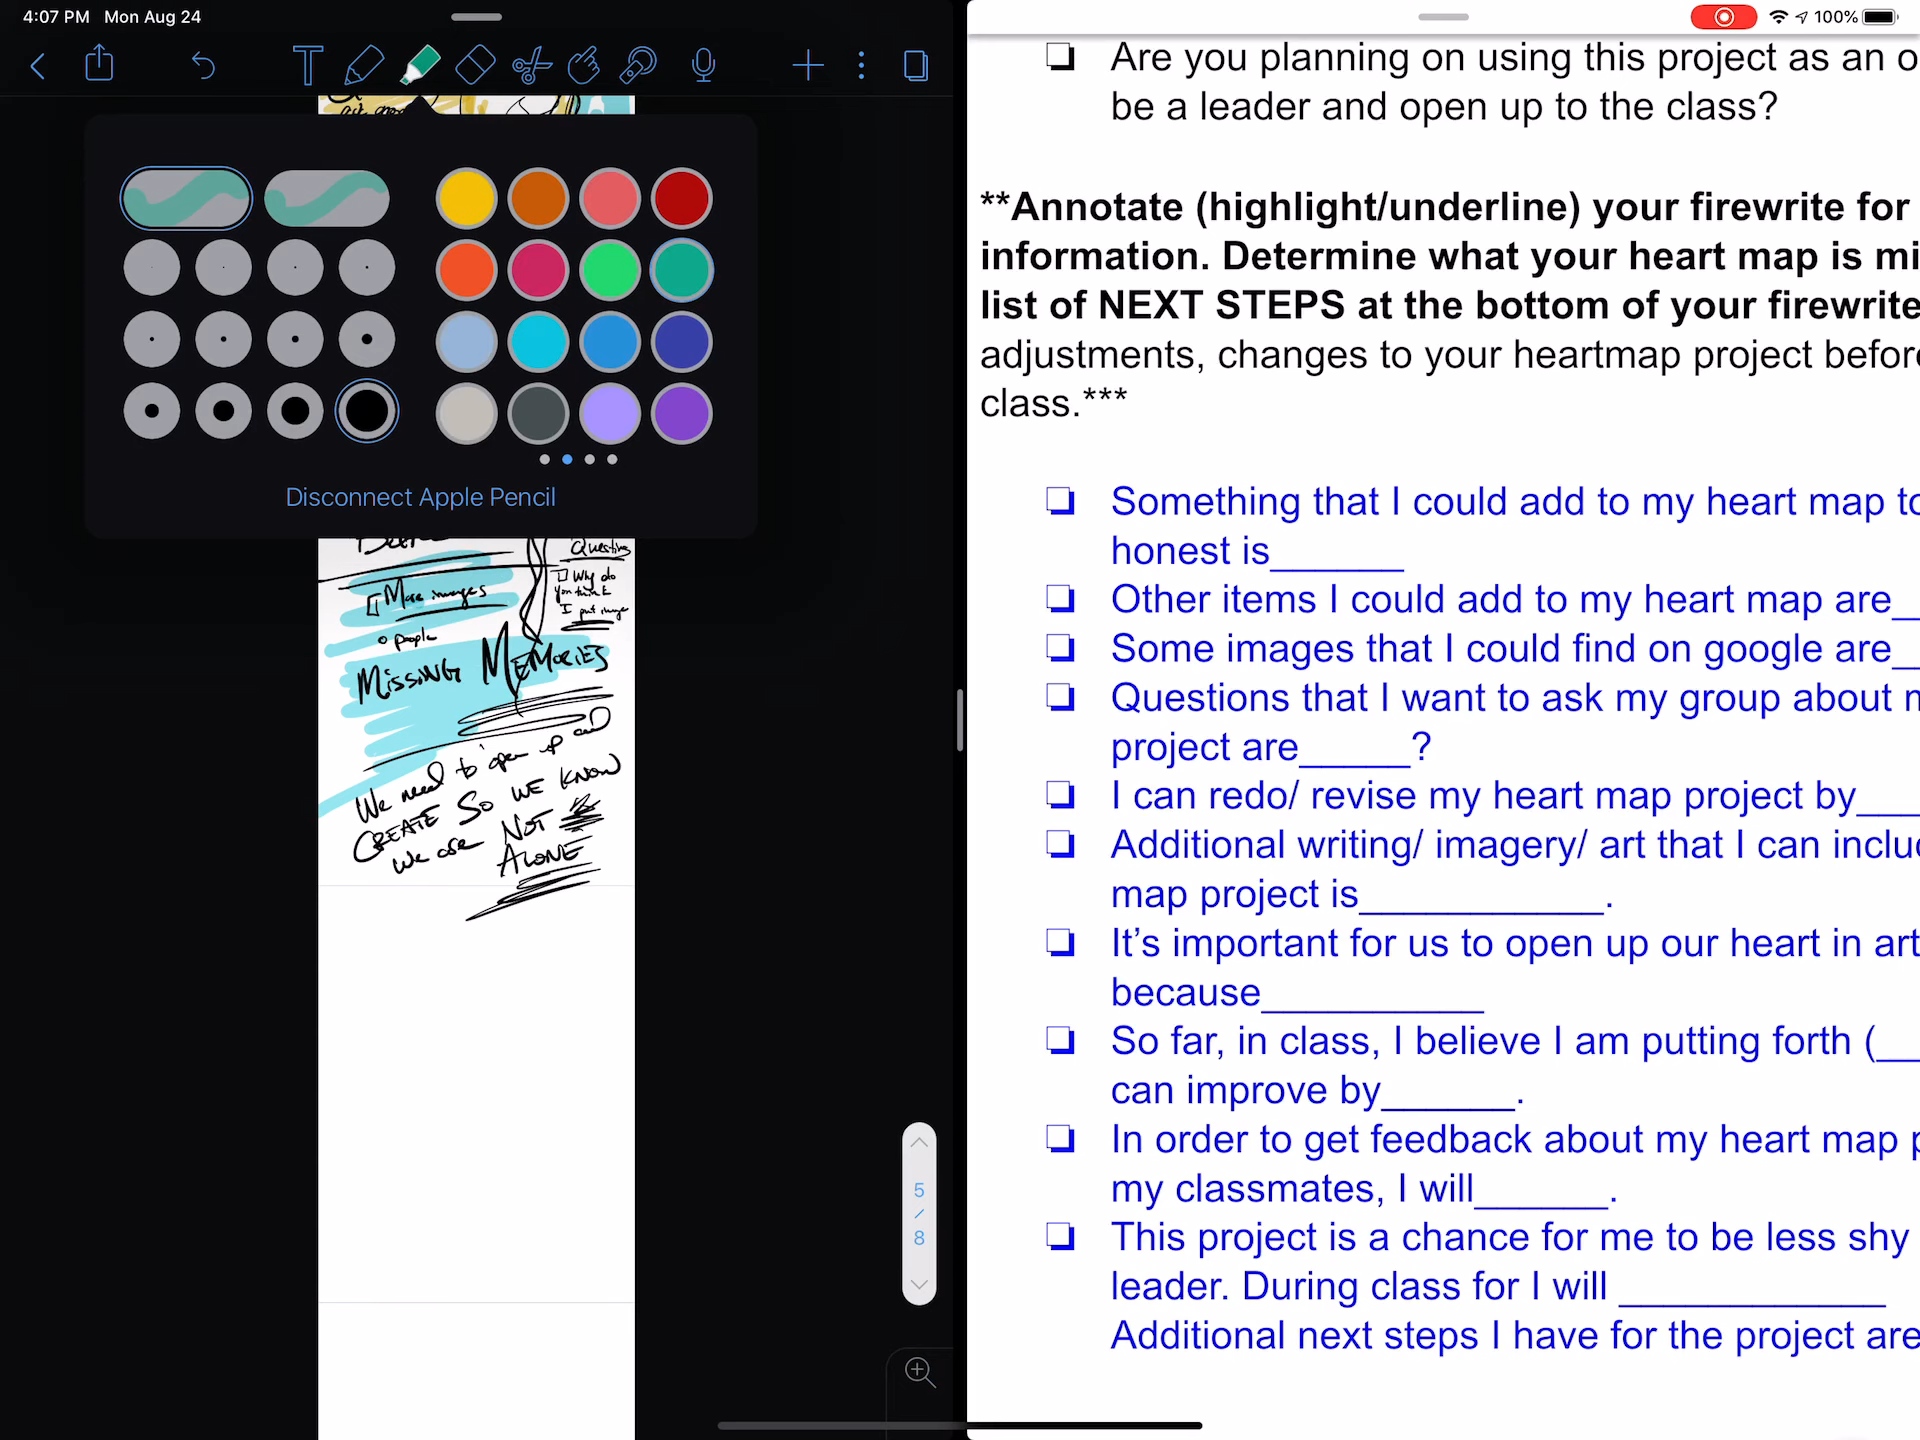 4:07 PM Mon Aug 24
100%
Disconnect Apple Pencil
Questions
More images
Why do
you think
I put image
people
MISSING MEMORIES
We need to open up and
CREATE SO WE KNOW
We are NOT
ALONE
5
/
8
Are you planning on using this project as an o
be a leader and open up to the class?
**Annotate (highlight/underline) your firewrite for
information. Determine what your heart map is mi
list of NEXT STEPS at the bottom of your firewrite
adjustments, changes to your heartmap project befor
class.***
Something that I could add to my heart map to
honest is______
Other items I could add to my heart map are__
Some images that I could find on google are__
Questions that I want to ask my group about m
project are_____?
I can redo/ revise my heart map project by___
Additional writing/ imagery/ art that I can inclu
map project is___________.
It’s important for us to open up our heart in art
because__________
So far, in class, I believe I am putting forth (__
can improve by______.
In order to get feedback about my heart map p
my classmates, I will______.
This project is a chance for me to be less shy
leader. During class for I will ____________
Additional next steps I have for the project are